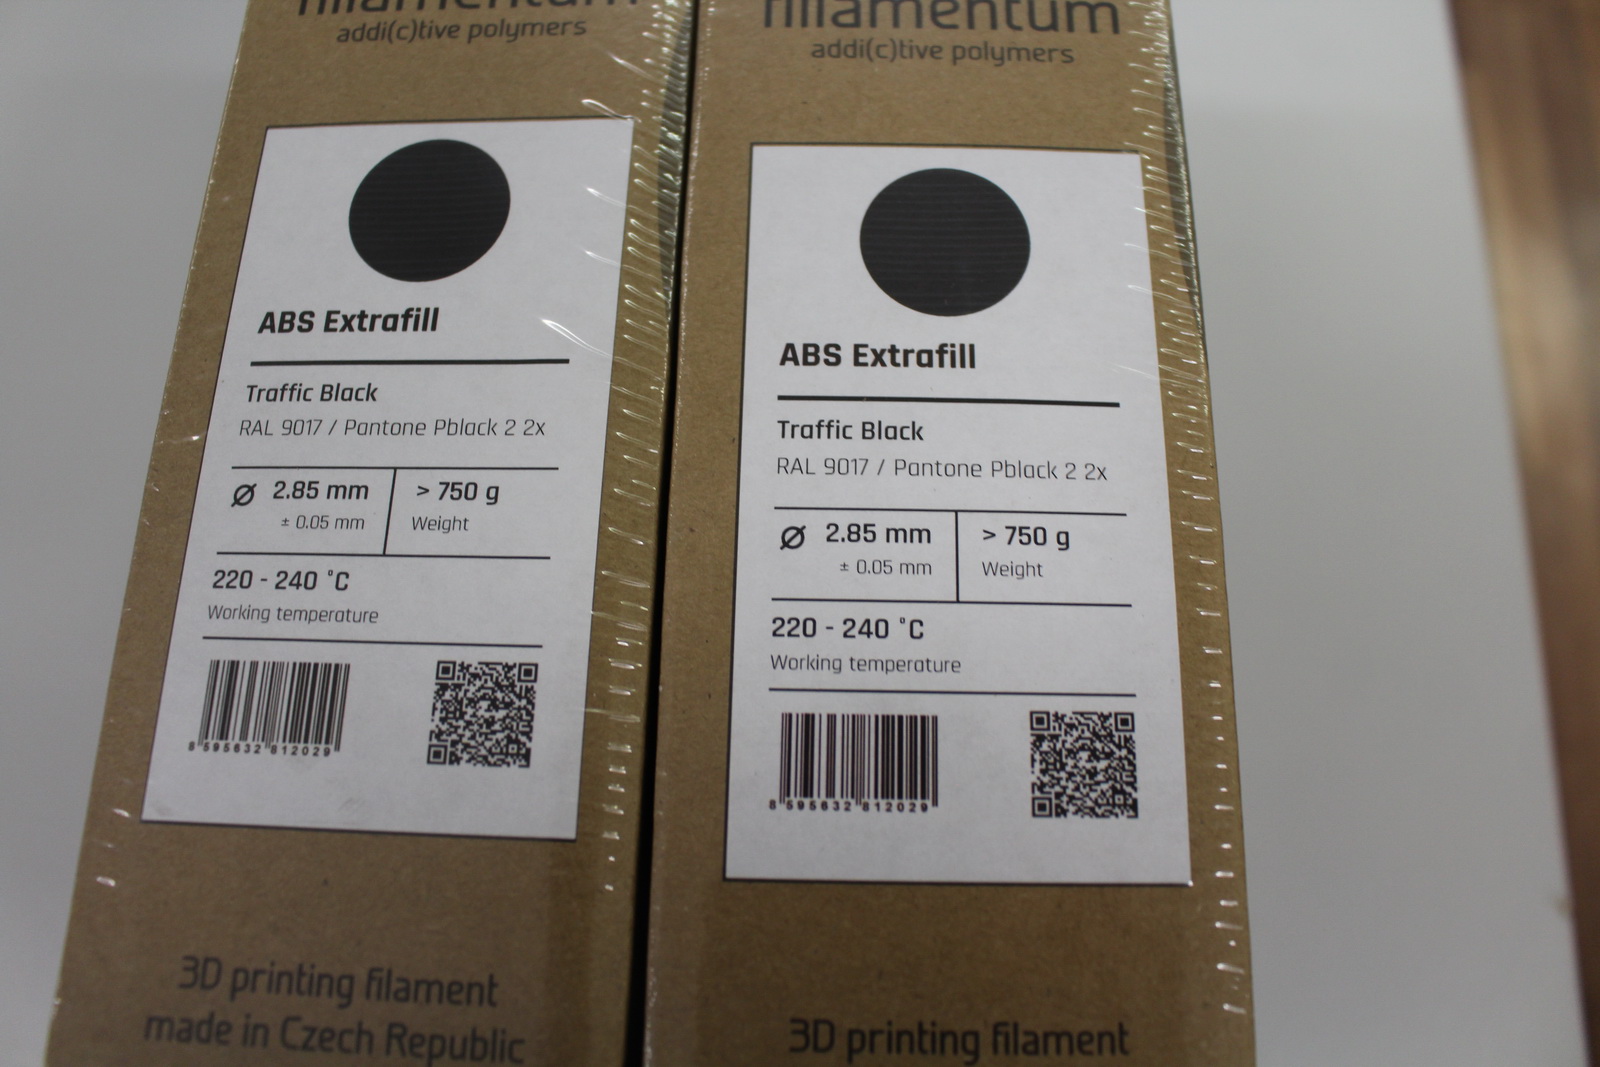 fillamentum
addi(c)tive polymers
ABS Extrafill
Traffic Black
RAL 9017 / Pantone Pblack 2 2x
Ø 2.85 mm > 750 g
± 0.05 mm Weight
220 - 240 °C
Working temperature
8 595632 812029
3D printing filament
made in Czech Republic
fillamentum
addi(c)tive polymers
ABS Extrafill
Traffic Black
RAL 9017 / Pantone Pblack 2 2x
Ø 2.85 mm > 750 g
± 0.05 mm Weight
220 - 240 °C
Working temperature
8 595632 812029
3D printing filament